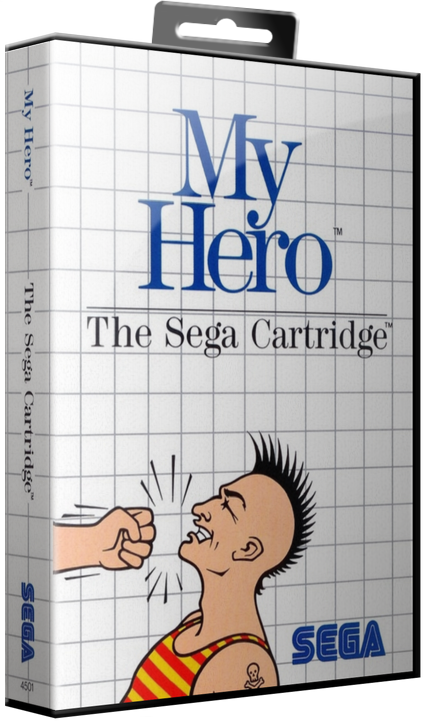 My
Hero™
The Sega Cartridge™
SEGA
My Hero™
The Sega Cartridge™
SEGA
4501